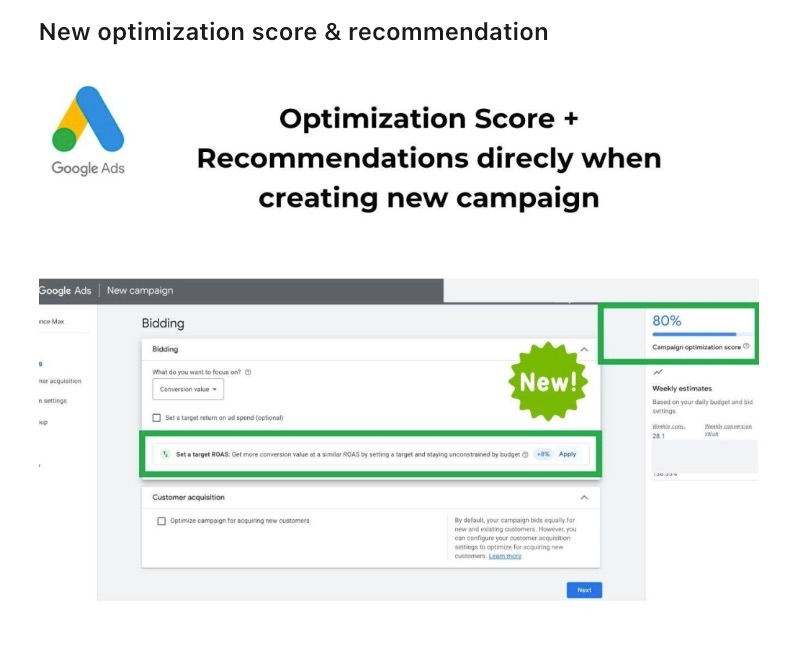 New optimization score & recommendation
Optimization Score +
Recommendations direcly when
creating new campaign
Google Ads
Google Ads | New campaign
nce Max
Bidding
80%
Campaign optimization score
Bidding
What do you want to focus on?
Conversion value
New!
Set a target return on ad spend (optional)
Weekly estimates
Based on your daily budget and bid
settings
Weekly conv.
28.1
Weekly conversion
value
acquisition
settings
Set a target ROAS: Get more conversion value at a similar ROAS by setting a target and staying unconstrained by budget +8% Apply
Customer acquisition
Optimize campaign for acquiring new customers
By default, your campaign bids equally for
new and existing customers. However, you
can configure your customer acquisition
settings to optimize for acquiring new
customers. Learn more
Next